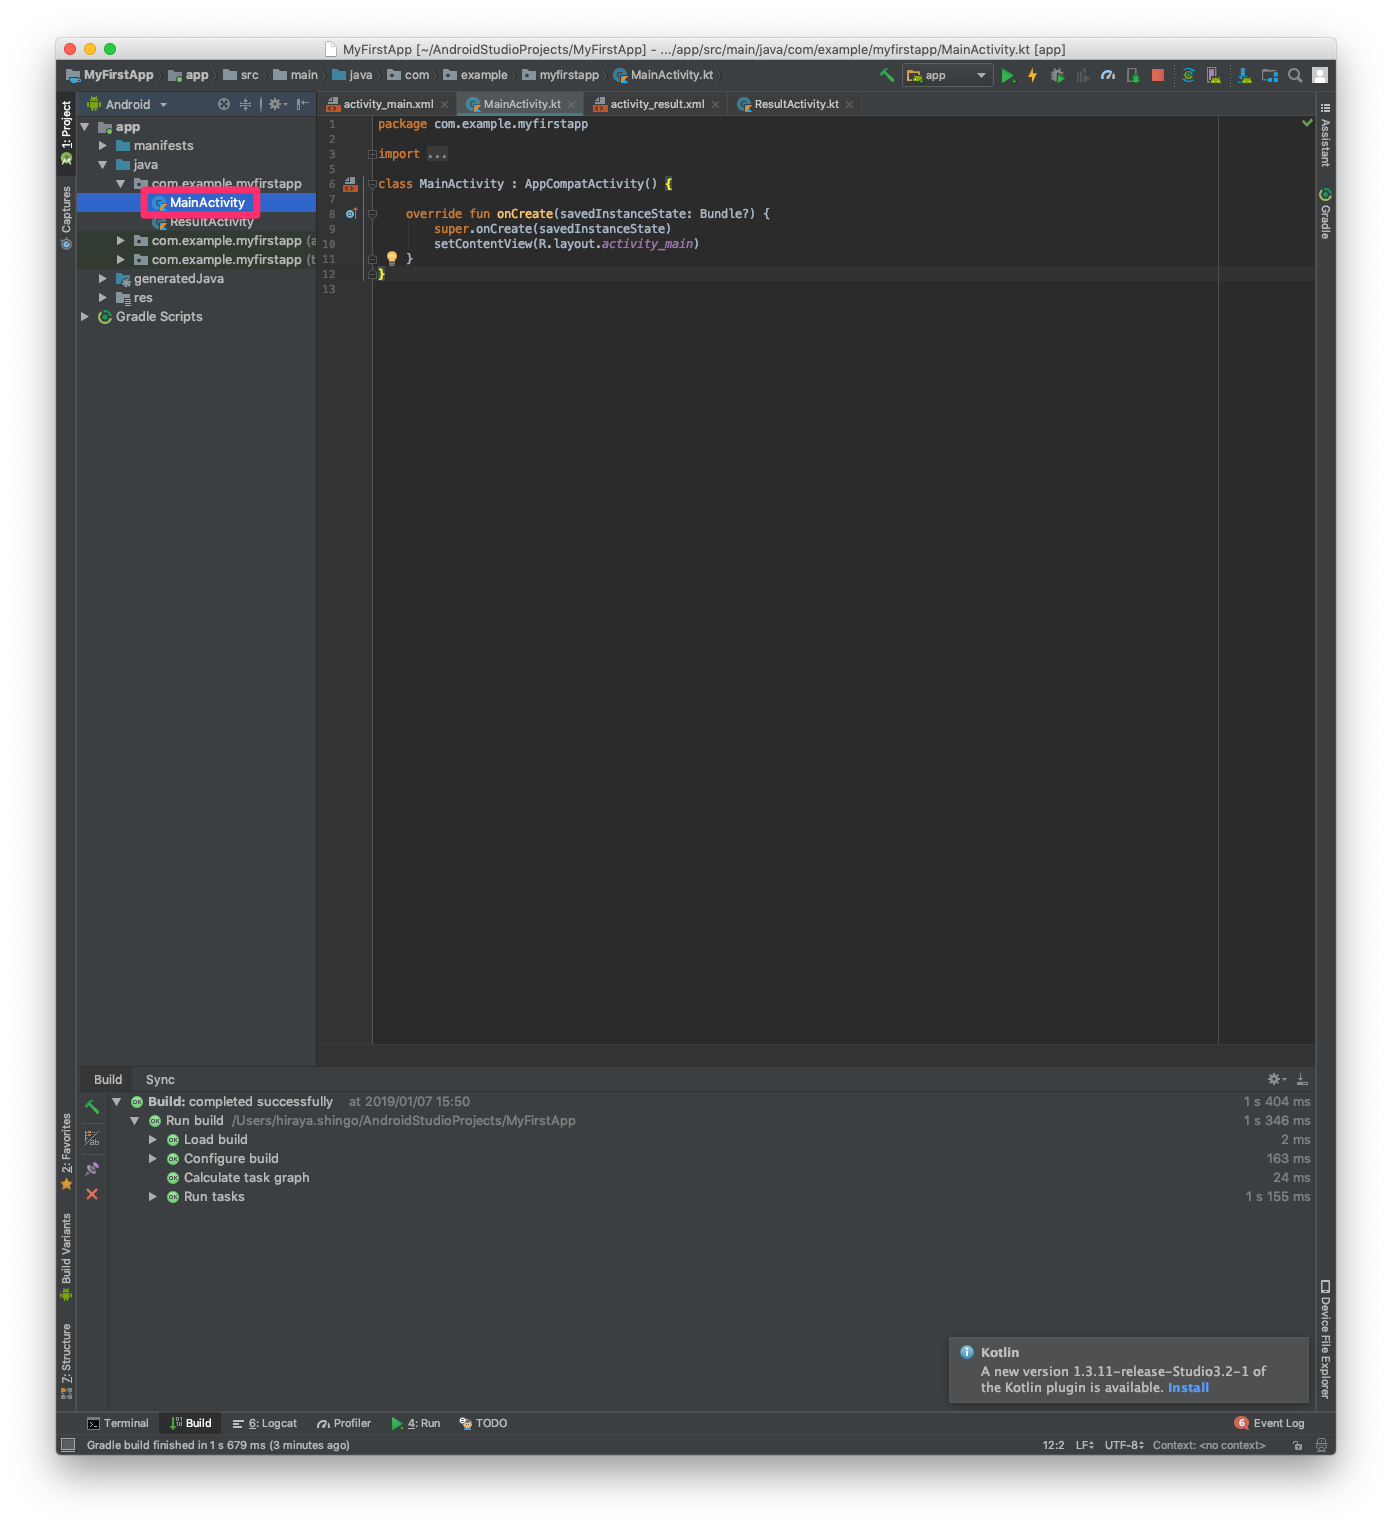 MyFirstApp [~/AndroidStudioProjects/MyFirstApp] - .../app/src/main/java/com/example/myfirstapp/MainActivity.kt [app]
MyFirstApp app src main java com example myfirstapp MainActivity.kt app
1: Project
Captures
2: Favorites
Build Variants
Z: Structure
Android
app
manifests
java
com.example.myfirstapp
MainActivity
ResultActivity
com.example.myfirstapp (a
com.example.myfirstapp (t
generatedJava
res
Gradle Scripts
activity_main.xml MainActivity.kt activity_result.xml ResultActivity.kt
1 package com.example.myfirstapp
2
3 import ...
5
6 class MainActivity : AppCompatActivity() {
7
8 override fun onCreate(savedInstanceState: Bundle?) {
9 super.onCreate(savedInstanceState)
10 setContentView(R.layout.activity_main)
11 }
12 }
13
Assistant
Gradle
Device File Explorer
Build Sync
Build: completed successfully at 2019/01/07 15:50 1 s 404 ms
Run build /Users/hiraya.shingo/AndroidStudioProjects/MyFirstApp 1 s 346 ms
Load build 2 ms
Configure build 163 ms
Calculate task graph 24 ms
Run tasks 1 s 155 ms
Kotlin
A new version 1.3.11-release-Studio3.2-1 of
the Kotlin plugin is available. Install
Terminal Build 6: Logcat Profiler 4: Run TODO 6 Event Log
Gradle build finished in 1 s 679 ms (3 minutes ago) 12:2 LF UTF-8 Context: <no context>